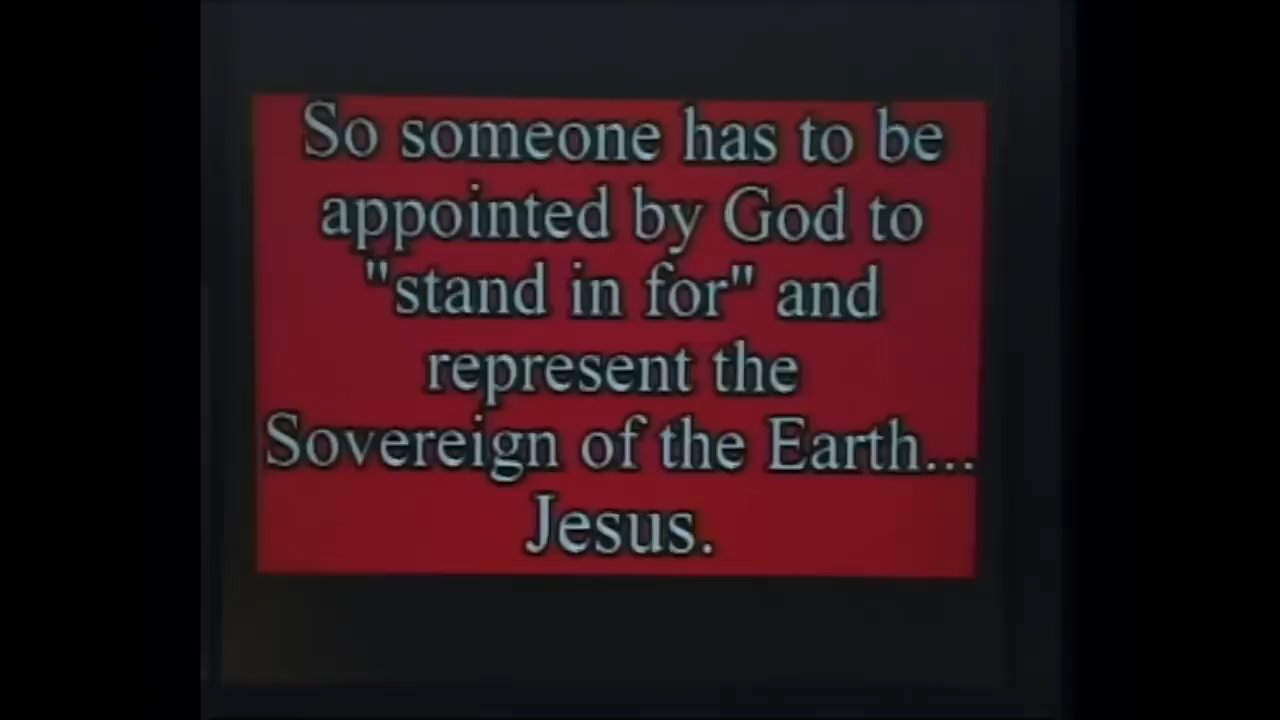 So someone has to be
appointed by God to
"stand in for" and
represent the
Sovereign of the Earth...
Jesus.